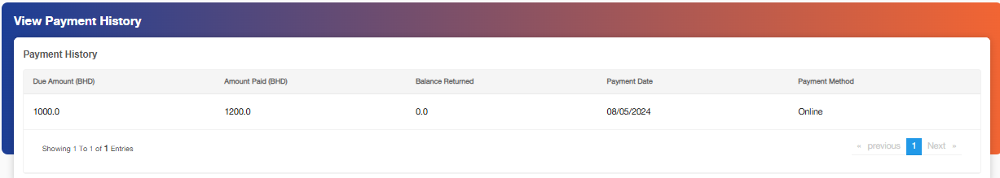 View Payment History
Payment History
Due Amount (BHD) Amount Paid (BHD) Balance Returned Payment Date Payment Method
1000.0 1200.0 0.0 08/05/2024 Online
Showing 1 To 1 of 1 Entries « previous 1 Next »